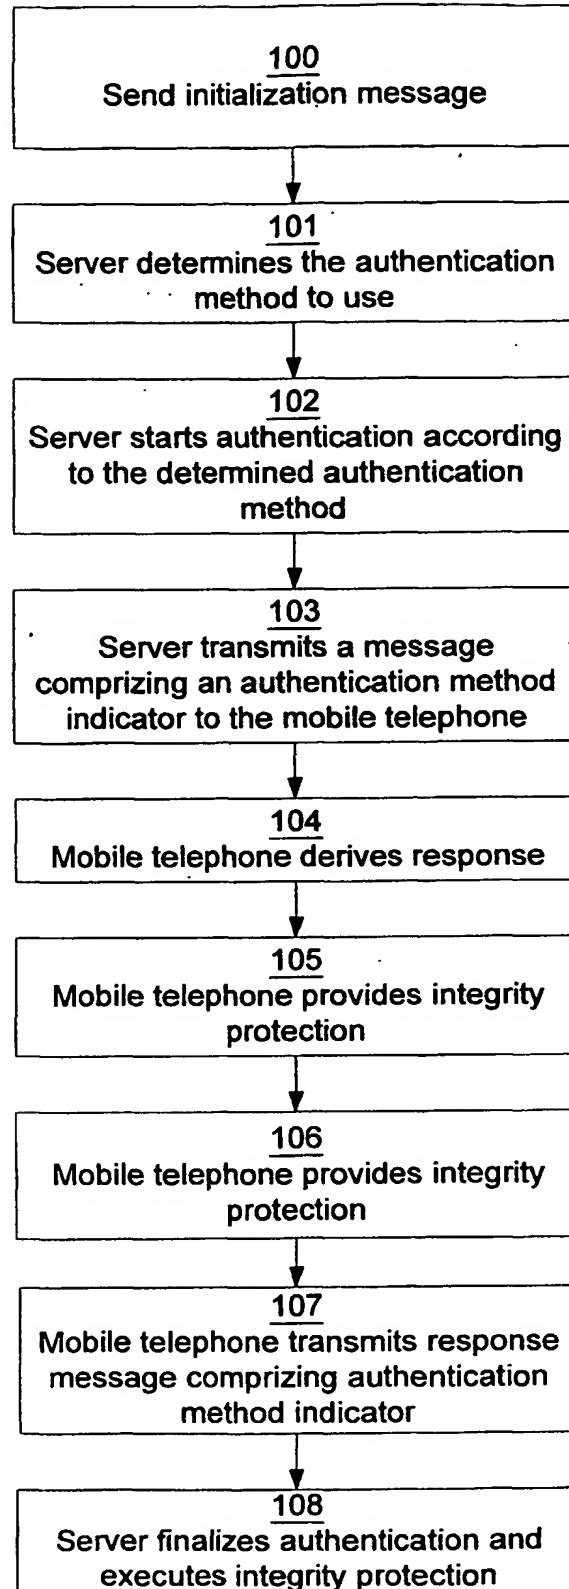 100
Send initialization message
101
Server determines the authentication
method to use
102
Server starts authentication according
to the determined authentication
method
103
Server transmits a message
comprizing an authentication method
indicator to the mobile telephone
104
Mobile telephone derives response
105
Mobile telephone provides integrity
protection
106
Mobile telephone provides integrity
protection
107
Mobile telephone transmits response
message comprizing authentication
method indicator
108
Server finalizes authentication and
executes integrity protection